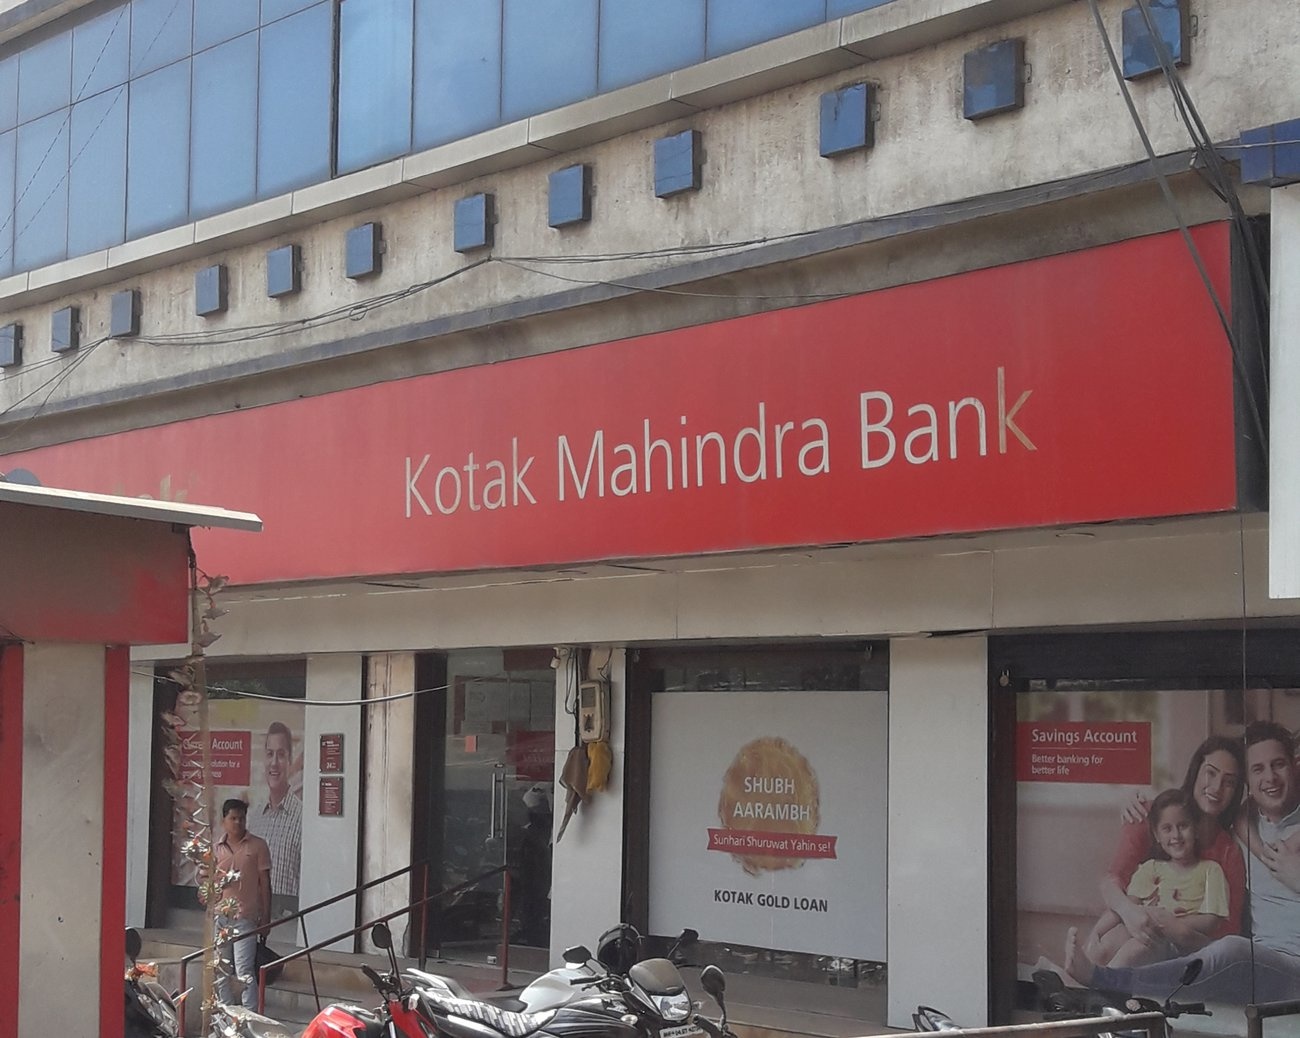 Kotak Mahindra Bank
Account
SHUBH
AARAMBH
Sunhari Shuruwat Yahin se!
KOTAK GOLD LOAN
Savings Account
Better banking for
better life